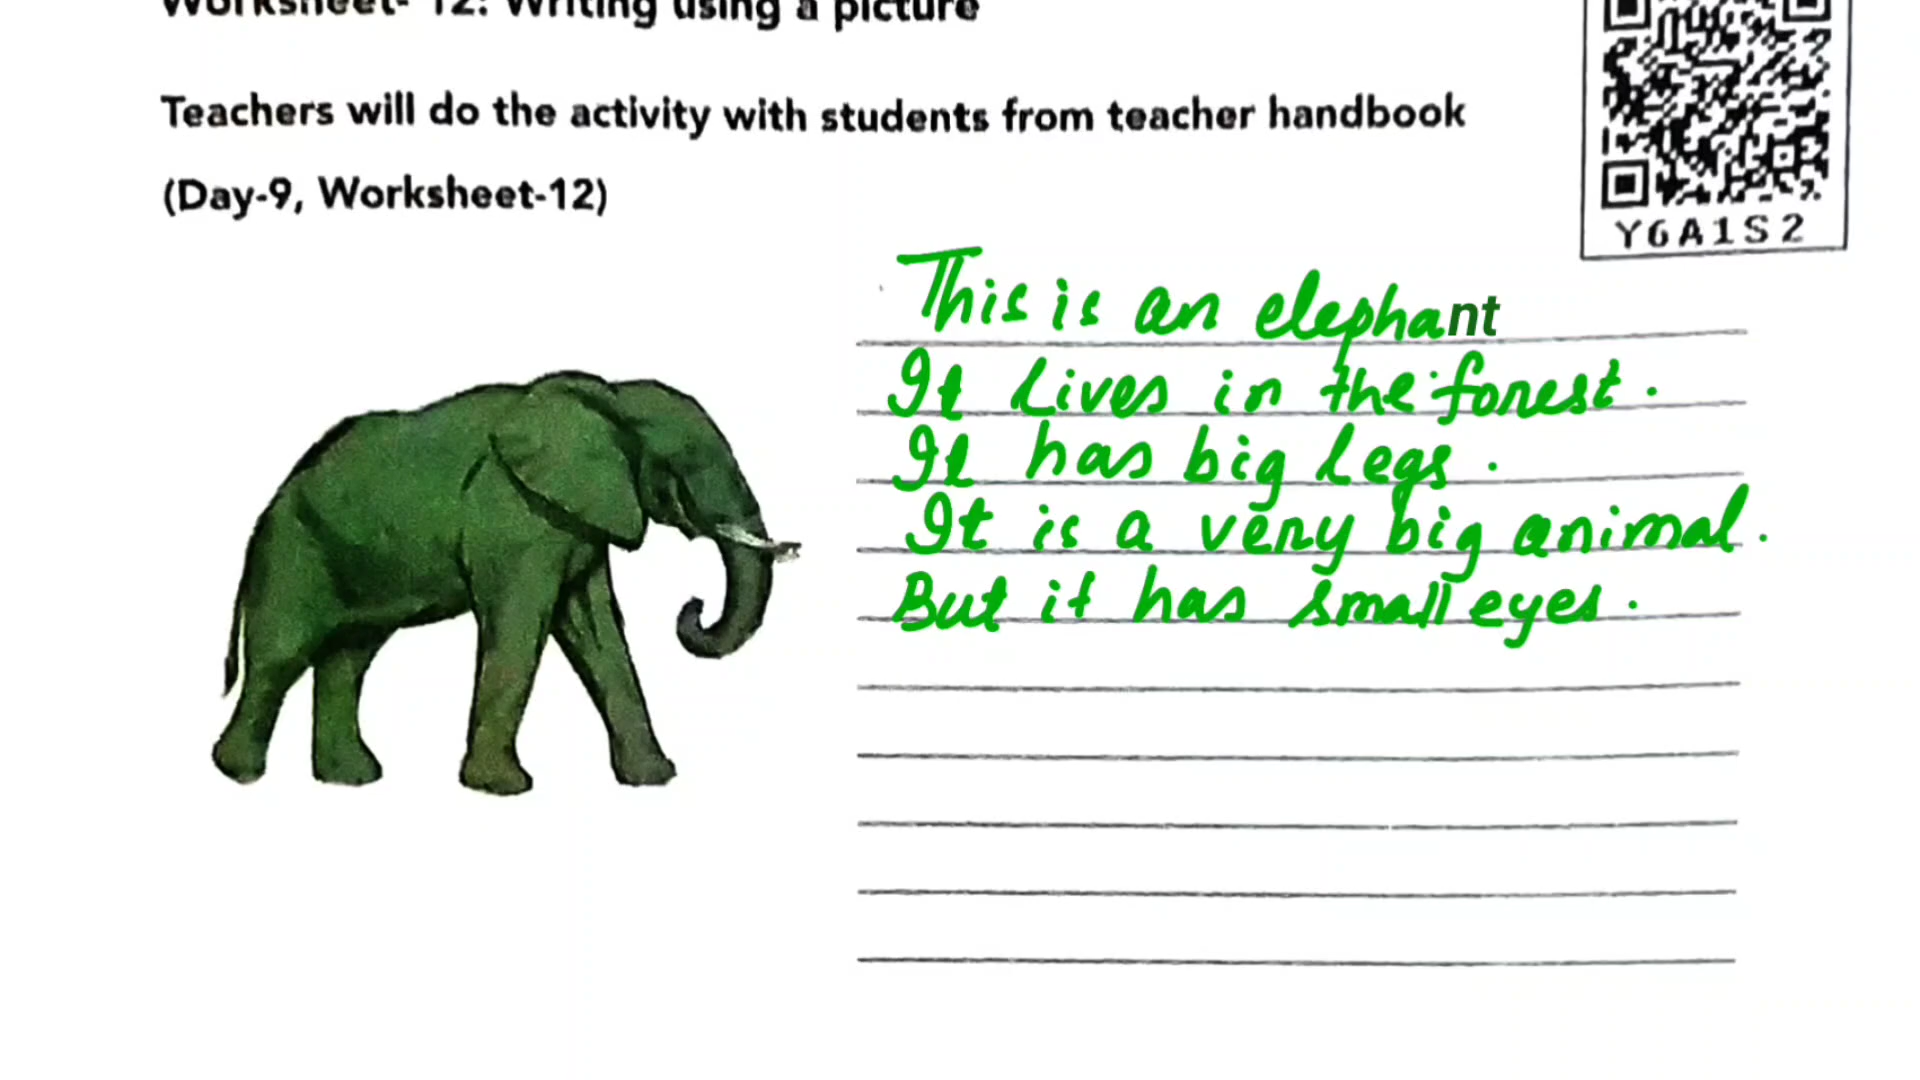 Worksheet- 12: Writing using a picture
Teachers will do the activity with students from teacher handbook
(Day-9, Worksheet-12)
Y6A1S2
This is an elephant
It lives in the forest.
It has big legs.
It is a very big animal.
But it has small eyes.